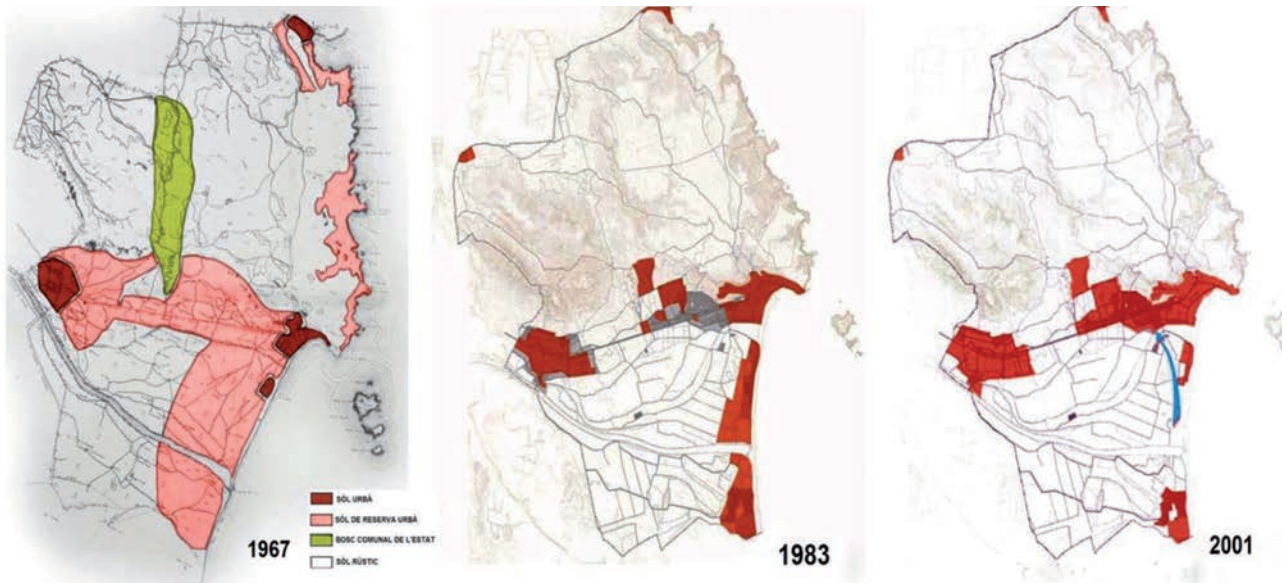 SÒL URBÀ
SÒL DE RESERVA URBÀ
BOSC COMUNAL DE L'ESTAT
SÒL RÚSTIC
1967
1983
2001